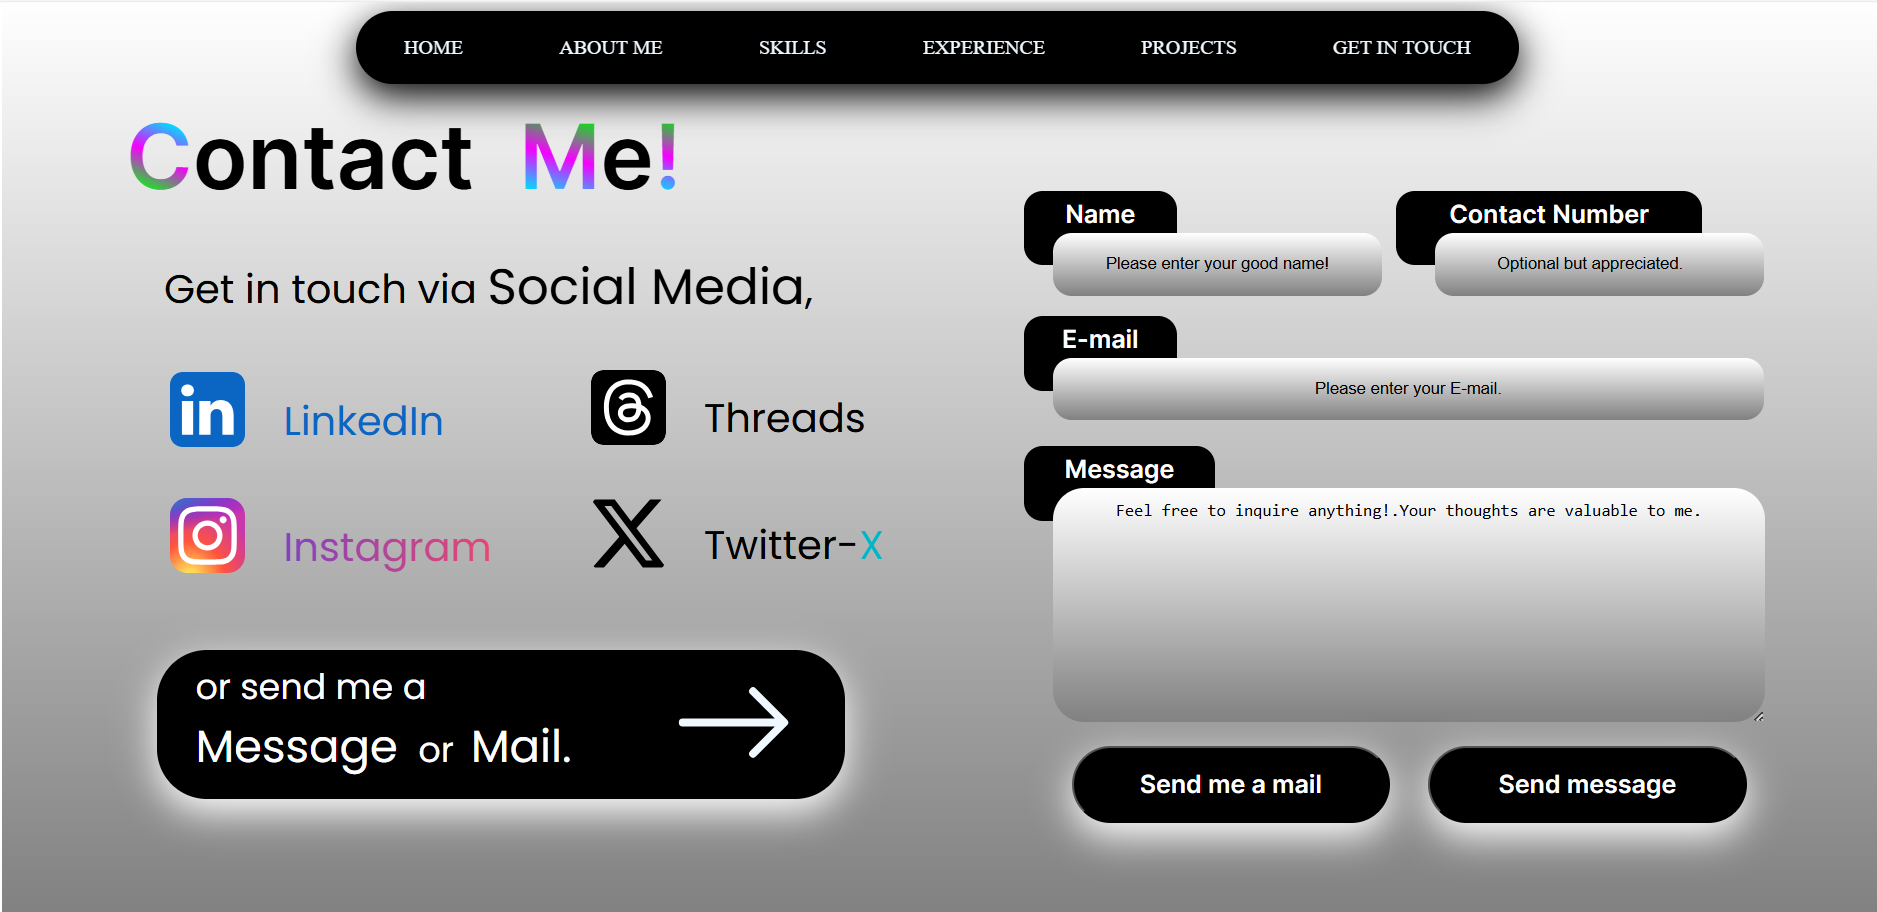 HOME ABOUT ME SKILLS EXPERIENCE PROJECTS GET IN TOUCH
Contact Me!
Get in touch via Social Media,
in LinkedIn
Threads
Instagram
Twitter-X
or send me a
Message or Mail.
Name
Please enter your good name!
Contact Number
Optional but appreciated.
E-mail
Please enter your E-mail.
Message
Feel free to inquire anything!.Your thoughts are valuable to me.
Send me a mail
Send message